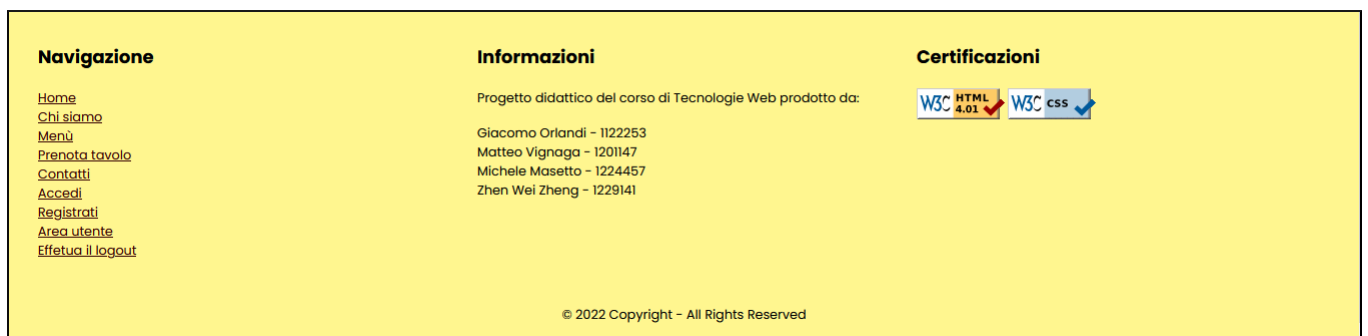 Navigazione
Home
Chi siamo
Menù
Prenota tavolo
Contatti
Accedi
Registrati
Area utente
Effetua il logout
Informazioni
Progetto didattico del corso di Tecnologie Web prodotto da:
Giacomo Orlandi - 1122253
Matteo Vignaga - 1201147
Michele Masetto - 1224457
Zhen Wei Zheng - 1229141
Certificazioni
W3C HTML 4.01
W3C CSS
© 2022 Copyright - All Rights Reserved